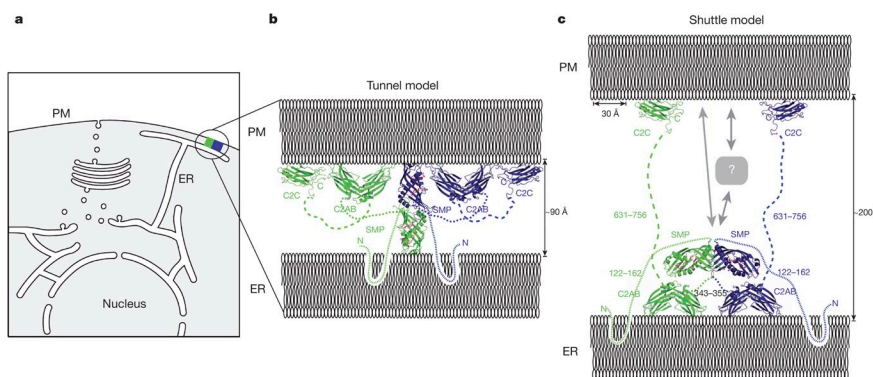 a
PM
ER
Nucleus
b
Tunnel model
PM
C2C
C
C2AB
SMP
SMP
C2AB
C
C2C
N
N
ER
~90 Å
c
Shuttle model
PM
30 Å
C
C2C
C
C2C
?
631–756
631–756
SMP
SMP
122–162
122–162
C2AB
343–355
C2AB
N
N
ER
~200